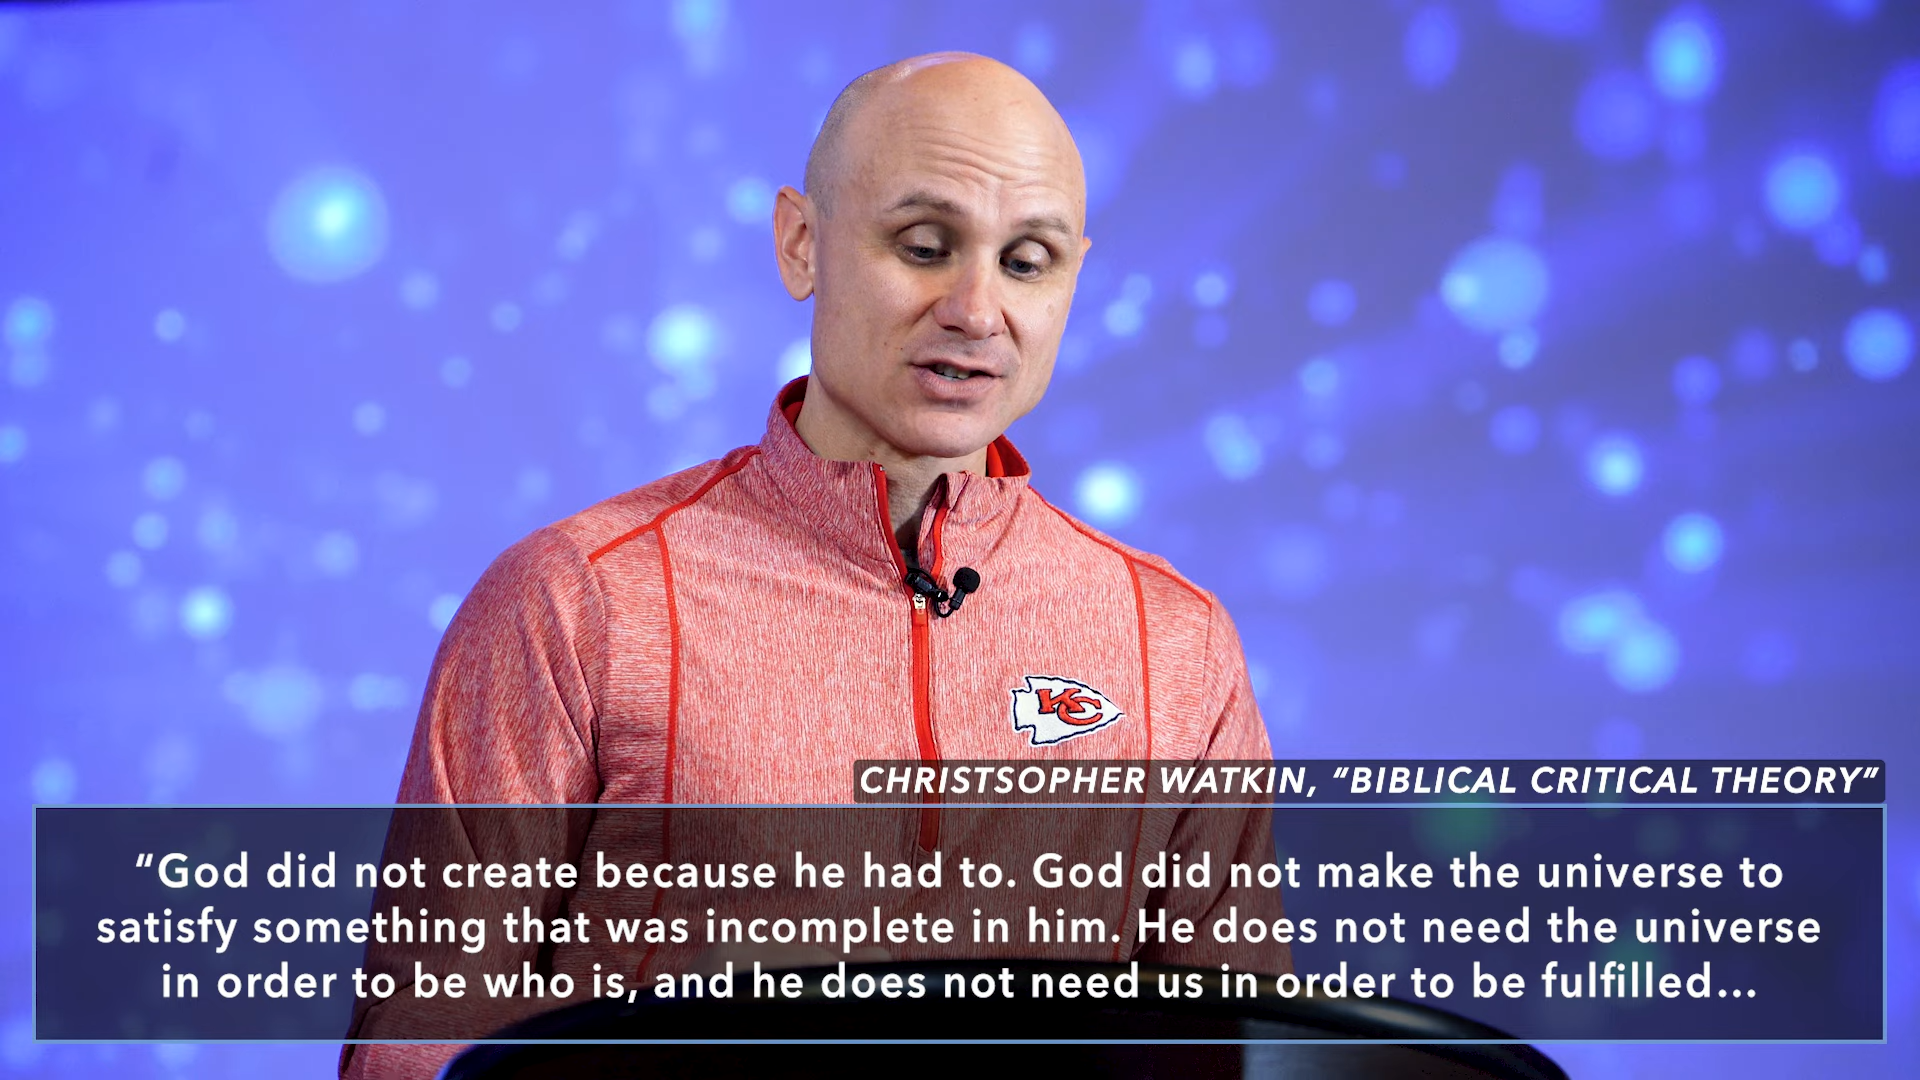 KC
CHRISTSOPHER WATKIN, “BIBLICAL CRITICAL THEORY”
“God did not create because he had to. God did not make the universe to
satisfy something that was incomplete in him. He does not need the universe
in order to be who is, and he does not need us in order to be fulfilled...